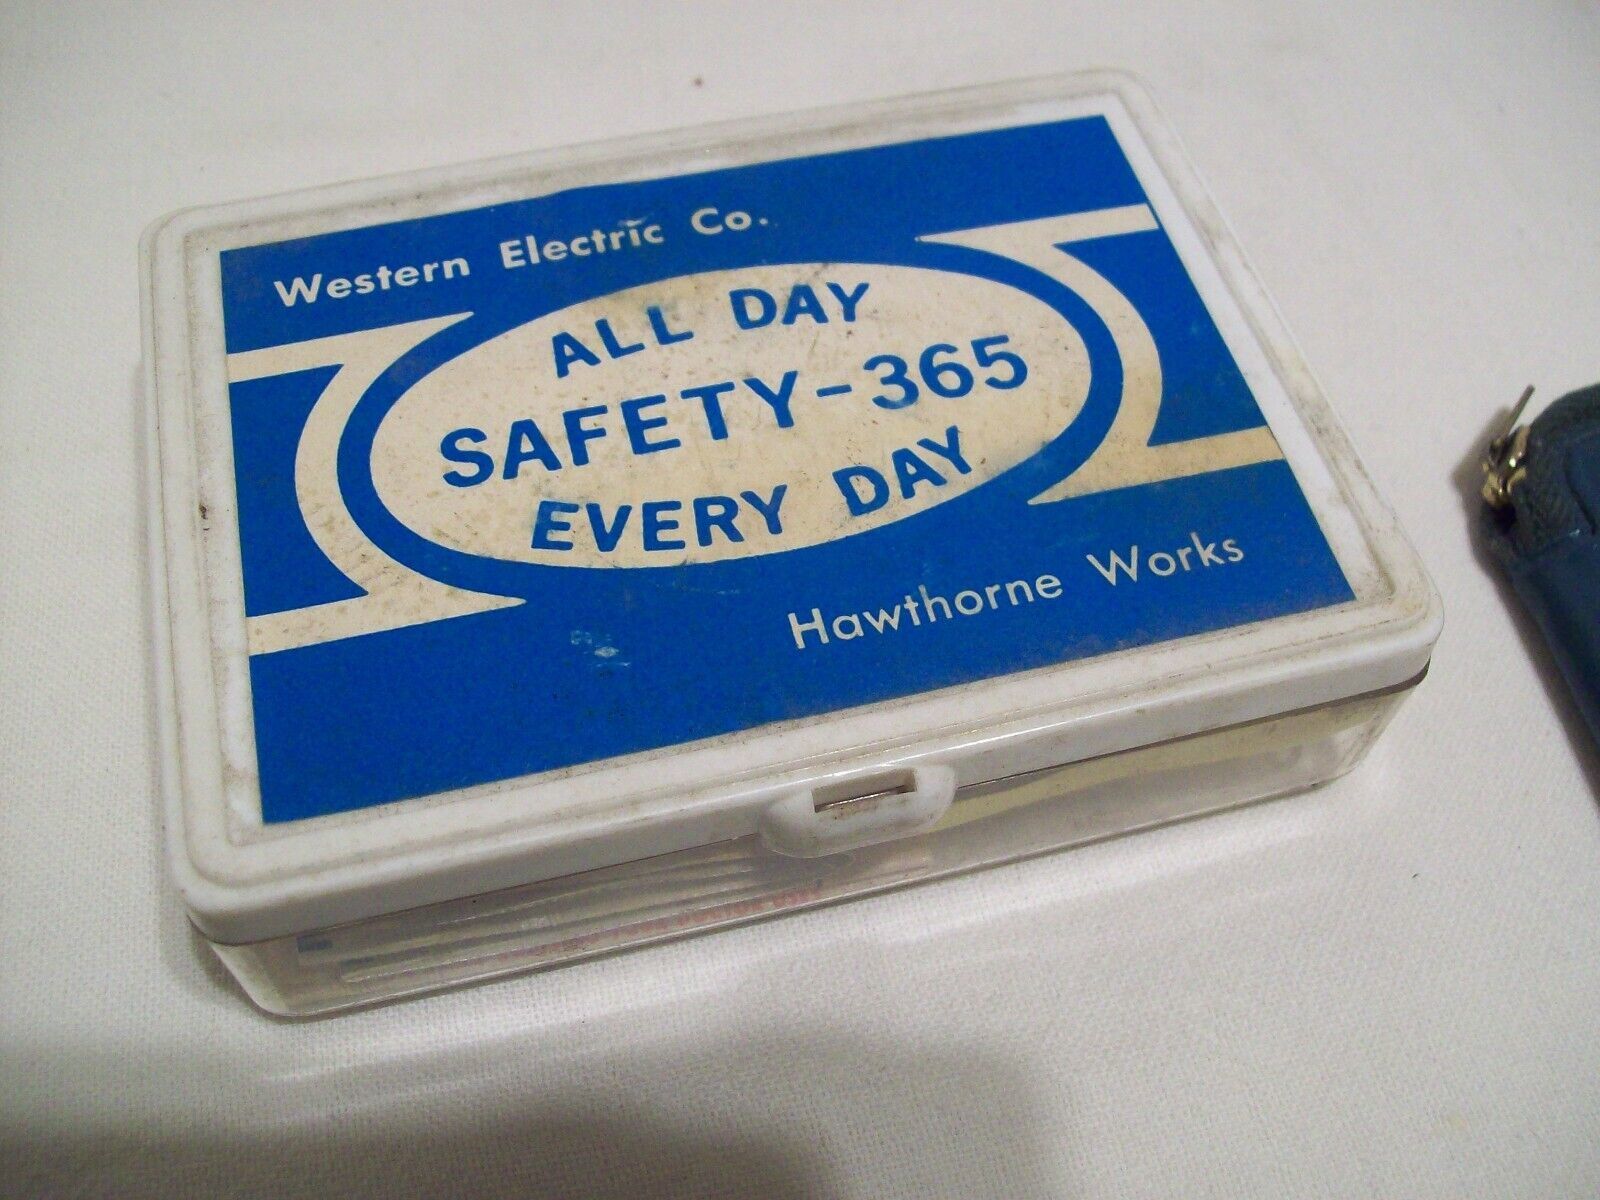 Western Electric Co.
ALL DAY
SAFETY-365
EVERY DAY
Hawthorne Works